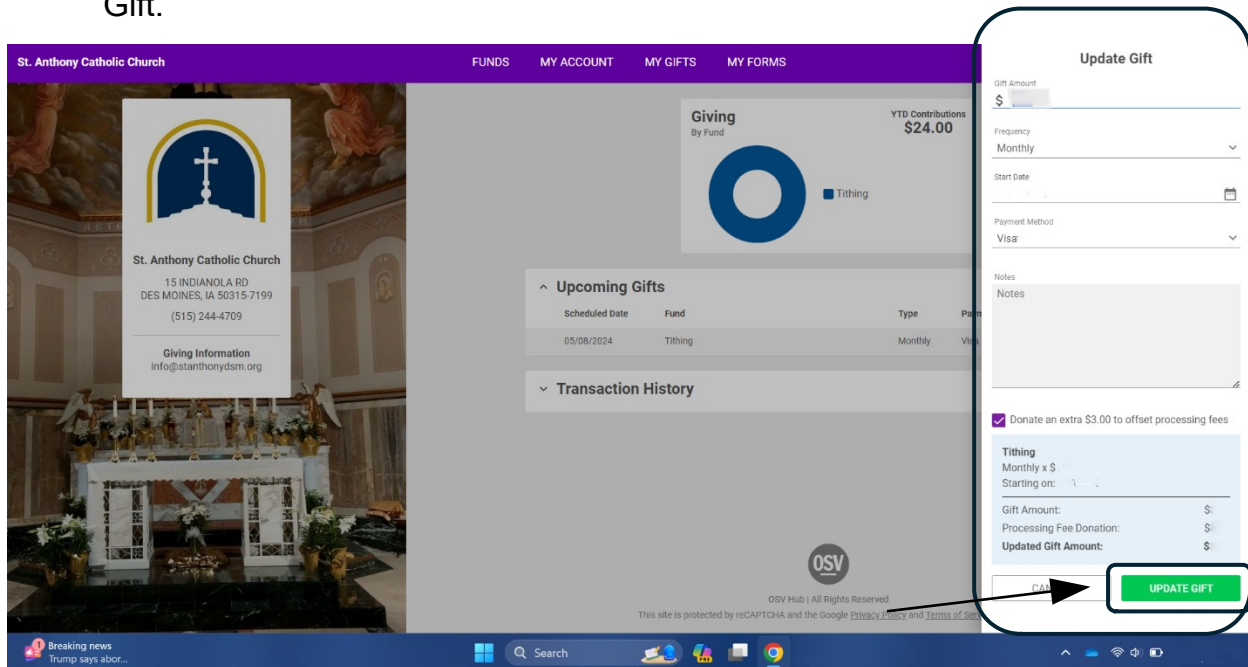 Gift.
St. Anthony Catholic Church
FUNDS MY ACCOUNT MY GIFTS MY FORMS
St. Anthony Catholic Church
15 INDIANOLA RD
DES MOINES, IA 50315-7199
(515) 244-4709
Giving Information
info@stanthonydsm.org
Giving
By Fund
YTD Contributions
$24.00
Tithing
Upcoming Gifts
Scheduled Date Fund Type
05/08/2024 Tithing Monthly Visa
Transaction History
OSV
OSV Hub | All Rights Reserved
This site is protected by reCAPTCHA and the Google Privacy Policy and Terms of
Update Gift
Gift Amount
$
Frequency
Monthly
Start Date
Payment Method
Visa
Notes
Notes
Donate an extra $3.00 to offset processing fees
Tithing
Monthly x $
Starting on:
Gift Amount: $
Processing Fee Donation: $
Updated Gift Amount: $
UPDATE GIFT
1
Breaking news
Trump says abor...
Search
PRE